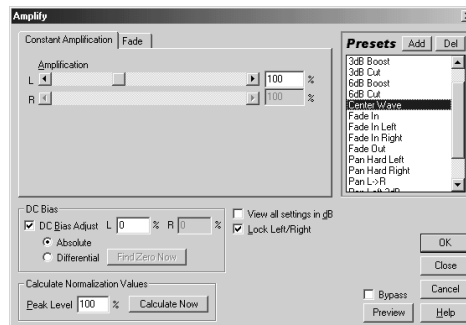 Amplify
Constant Amplification
Fade
Amplification
L
100
%
R
100
%
Presets
Add
Del
3dB Boost
3dB Cut
6dB Boost
6dB Cut
Center Wave
Fade In
Fade In Left
Fade In Right
Fade Out
Pan Hard Left
Pan Hard Right
Pan L->R
Pan Left 3dB
DC Bias
DC Bias Adjust L 0 % R 0 %
Absolute
Differential
Find Zero Now
View all settings in dB
Lock Left/Right
Calculate Normalization Values
Peak Level 100 % Calculate Now
Bypass
Preview
OK
Close
Cancel
Help